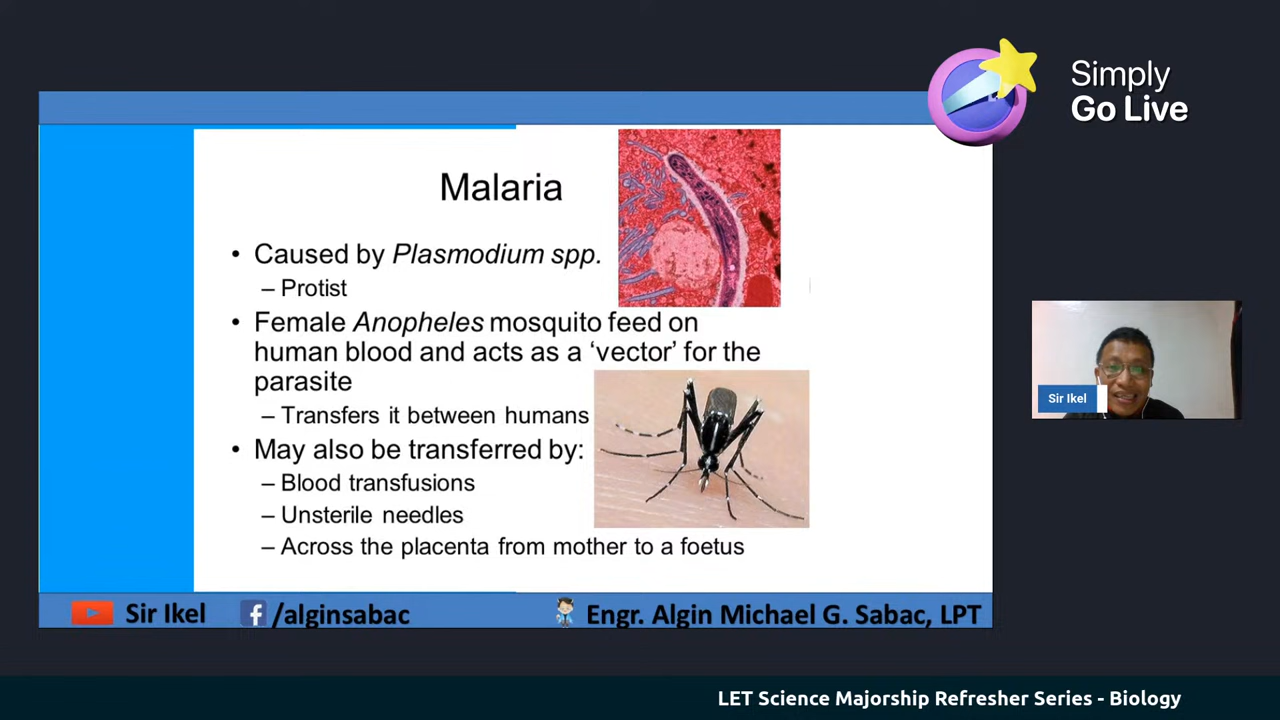 Simply
Go Live
Malaria
• Caused by Plasmodium spp.
– Protist
• Female Anopheles mosquito feed on
human blood and acts as a ‘vector’ for the
parasite
– Transfers it between humans
• May also be transferred by:
– Blood transfusions
– Unsterile needles
– Across the placenta from mother to a foetus
Sir Ikel
Sir Ikel /alginsabac Engr. Algin Michael G. Sabac, LPT
LET Science Majorship Refresher Series - Biology